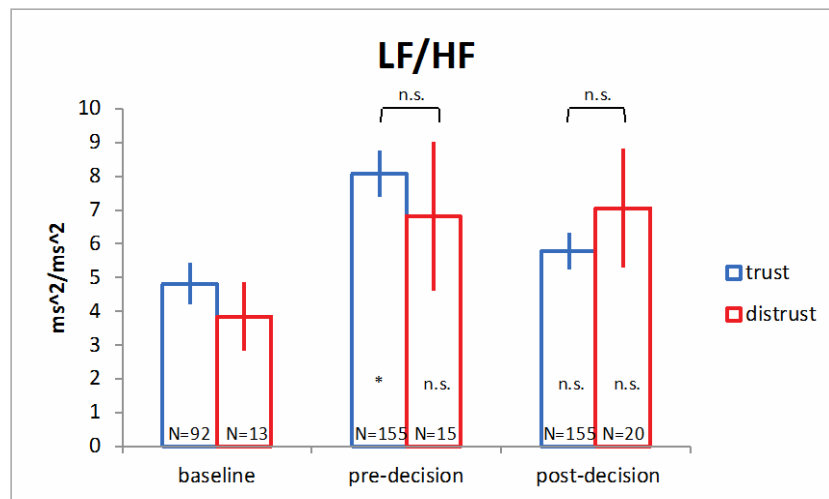 LF/HF
n.s.
n.s.
10
9
8
7
6
5
4
3
2
1
0
ms^2/ms^2
trust
distrust
*
n.s.
n.s.
n.s.
N=92
N=13
N=155
N=15
N=155
N=20
baseline
pre-decision
post-decision